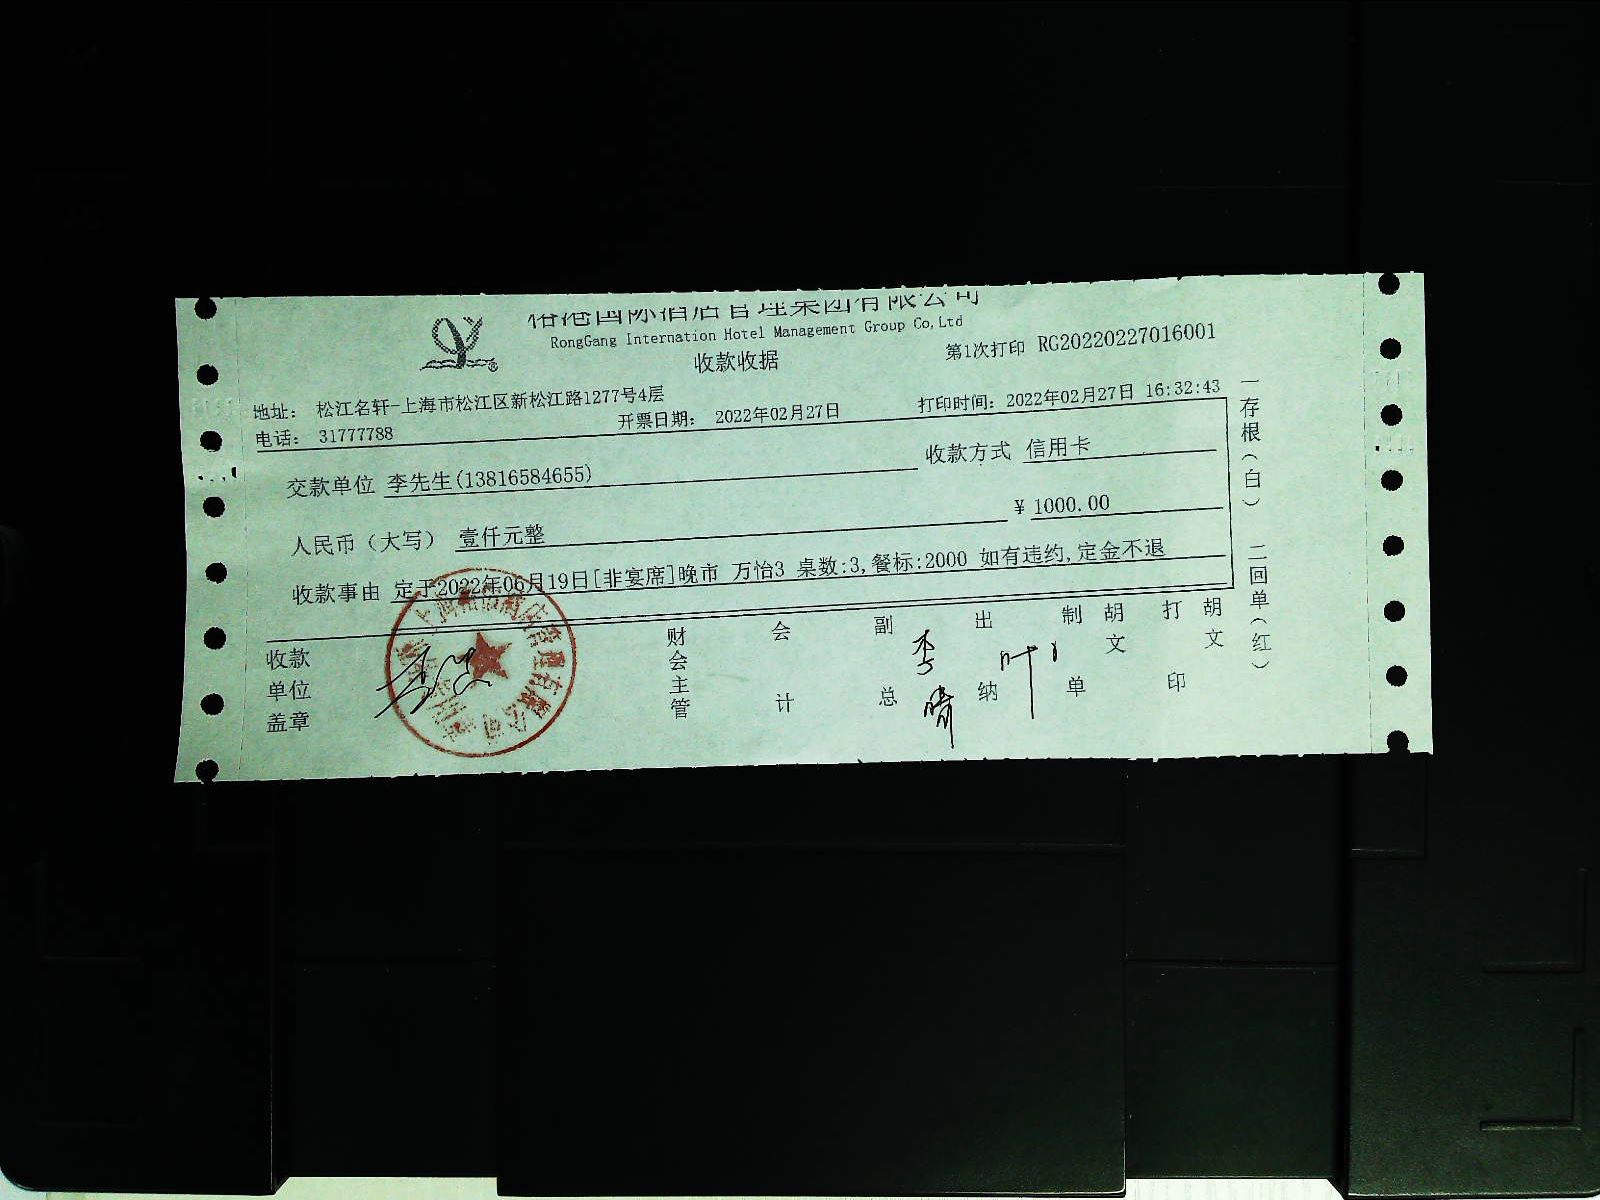 榕港国际酒店管理集团有限公司
RongGang Internation Hotel Management Group Co,Ltd
收款收据
第1次打印 RG20220227016001
地址： 松江名轩-上海市松江区新松江路1277号4层
电话： 31777788
开票日期： 2022年02月27日
打印时间：2022年02月27日 16:32:43
交款单位 李先生(13816584655)
收款方式 信用卡
人民币（大写） 壹仟元整
¥ 1000.00
收款事由 定于2022年06月19日[非宴席]晚市 万怡3 桌数:3,餐标:2000 如有违约,定金不退
收款单位盖章
财会主管
会计
副总
李晴
出纳
叶
制单
胡文
打印
胡文
一存根（白） 二回单（红）